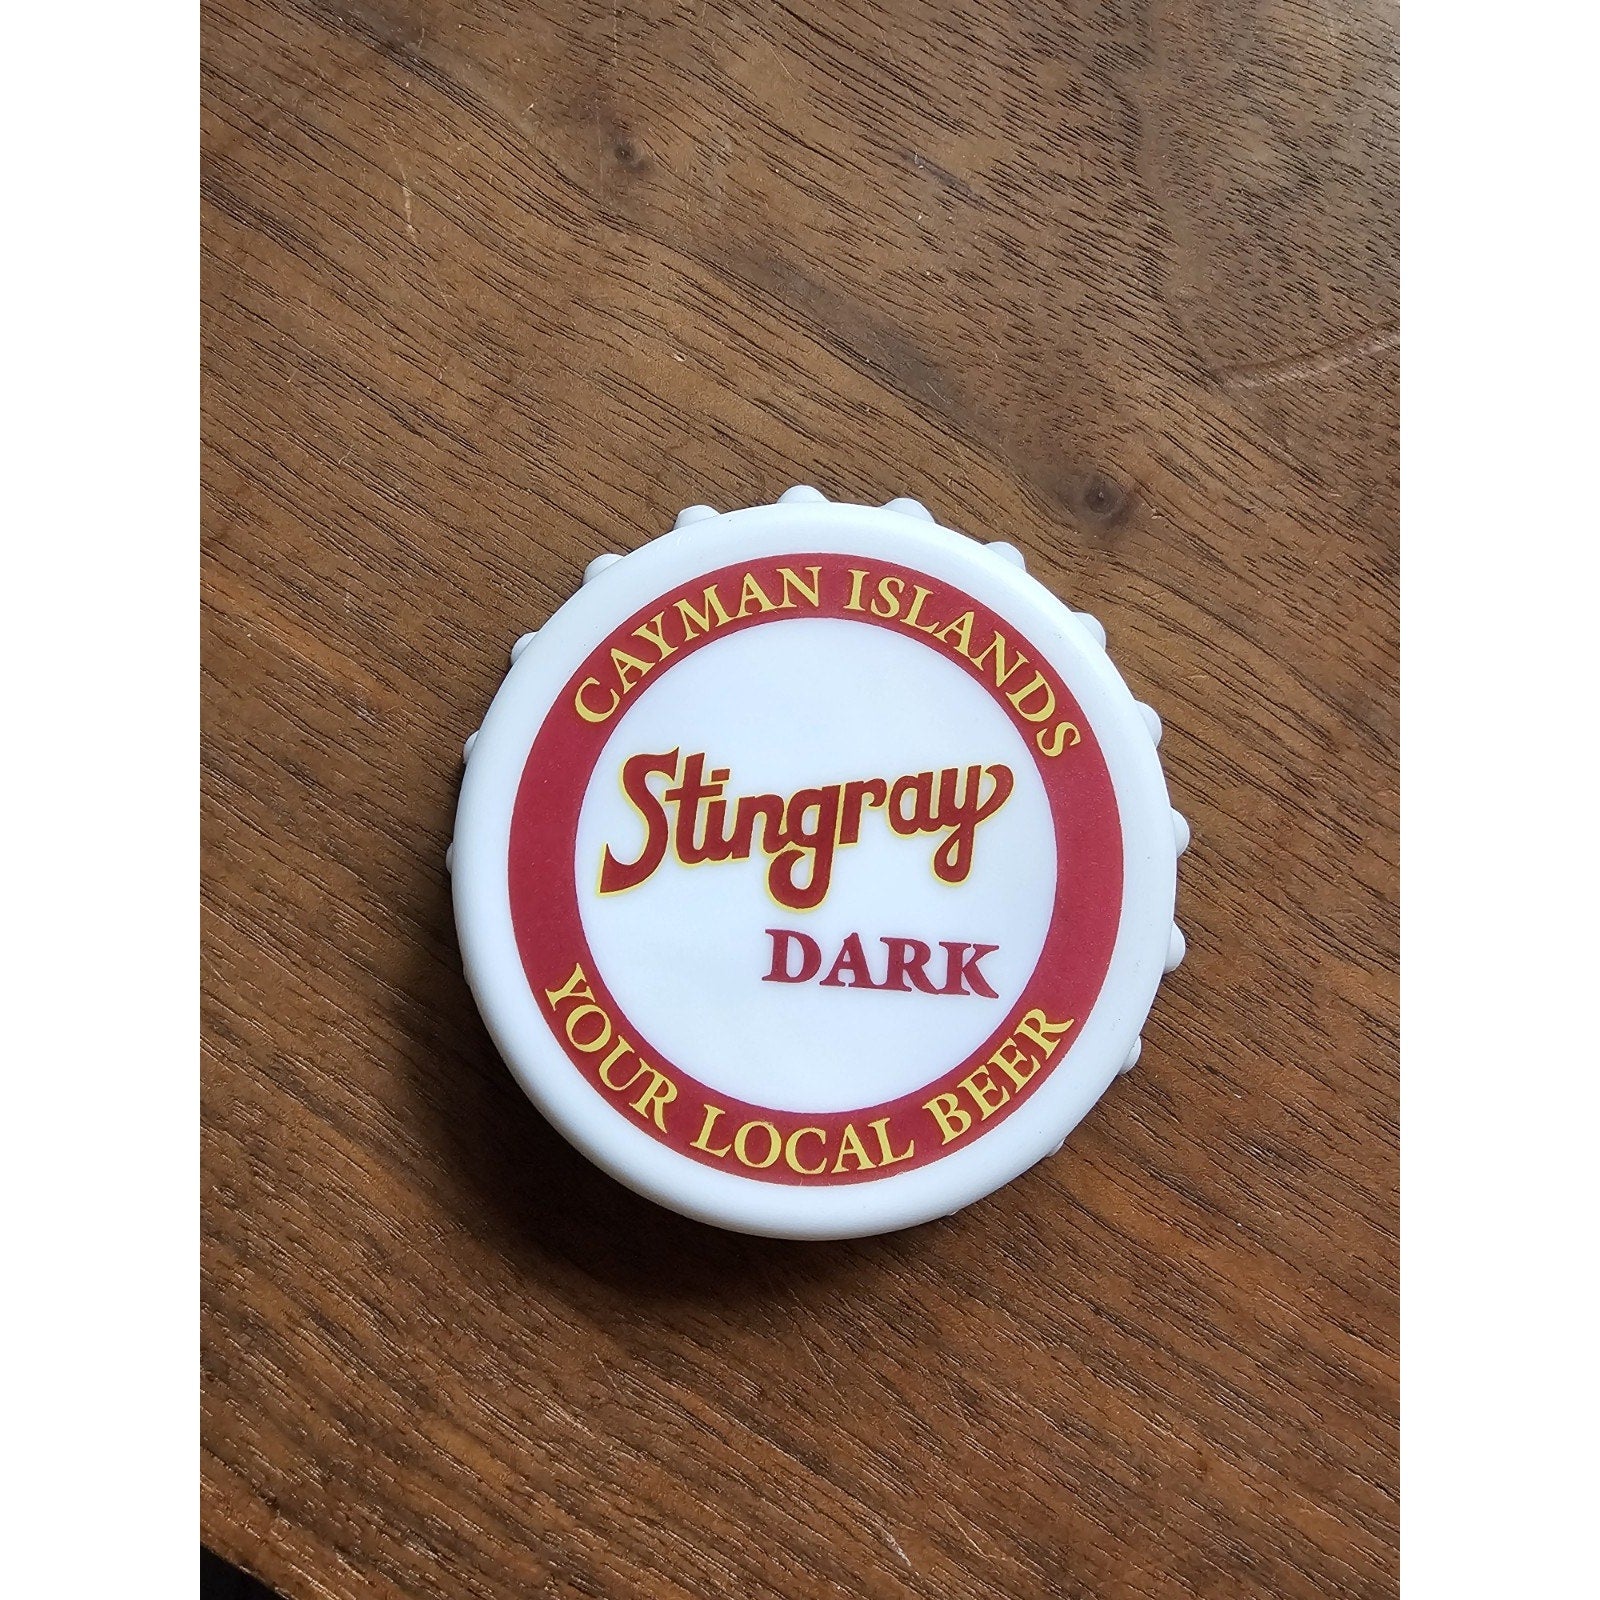 CAYMAN ISLANDS
Stingray
DARK
YOUR LOCAL BEER